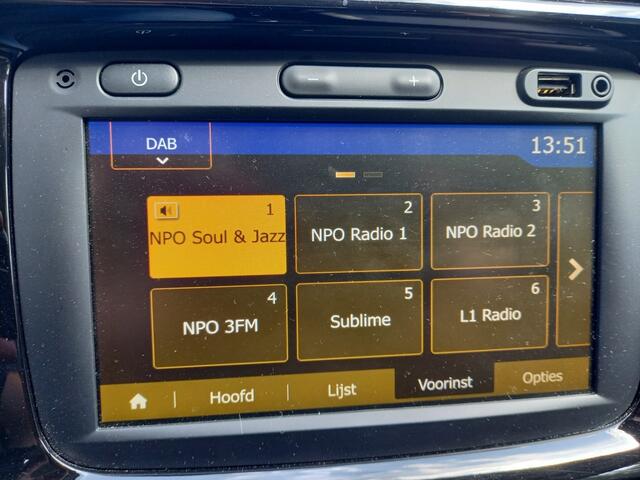 DAB
13:51
1
NPO Soul & Jazz
2
NPO Radio 1
3
NPO Radio 2
4
NPO 3FM
5
Sublime
6
L1 Radio
Hoofd
Lijst
Voorinst
Opties